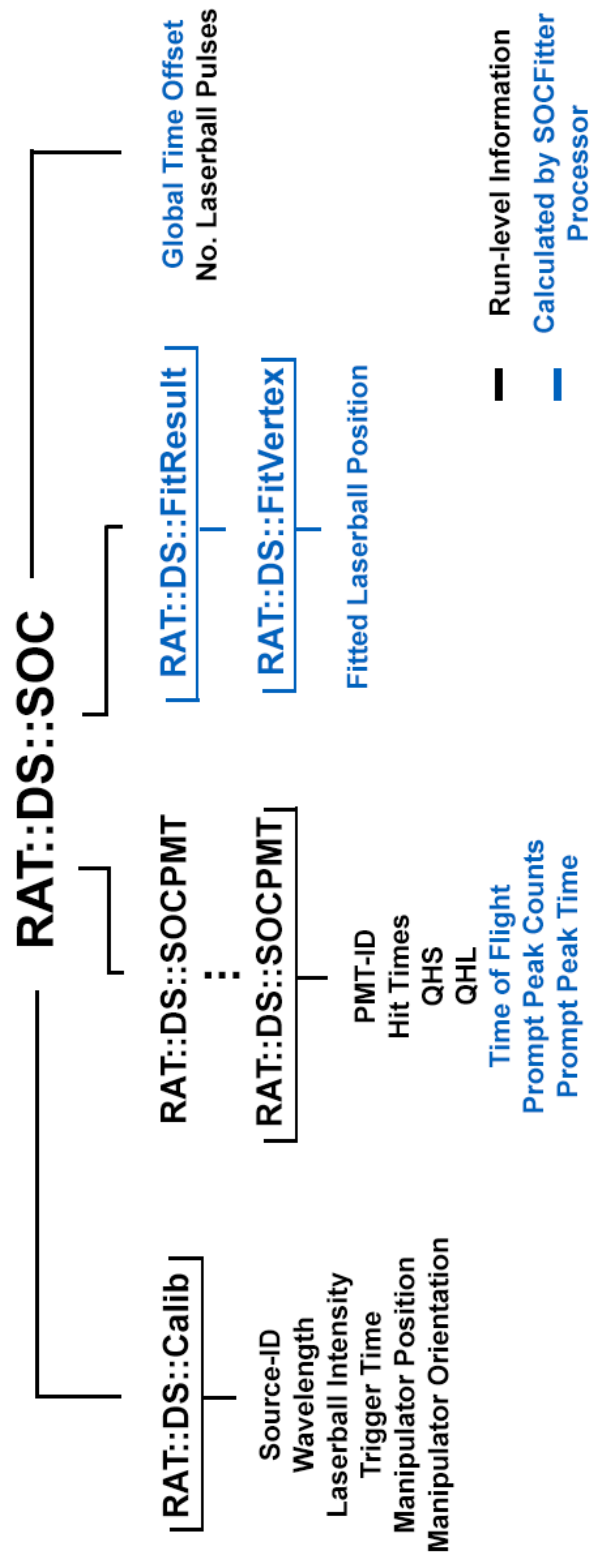 RAT::DS::SOC
RAT::DS::Calib
Source-ID
Wavelength
Laserball Intensity
Trigger Time
Manipulator Position
Manipulator Orientation
RAT::DS::SOCPMT
RAT::DS::SOCPMT
PMT-ID
Hit Times
QHS
QHL
Time of Flight
Prompt Peak Counts
Prompt Peak Time
RAT::DS::FitResult
RAT::DS::FitVertex
Fitted Laserball Position
Global Time Offset
No. Laserball Pulses
Run-level Information
Calculated by SOCFitter
Processor